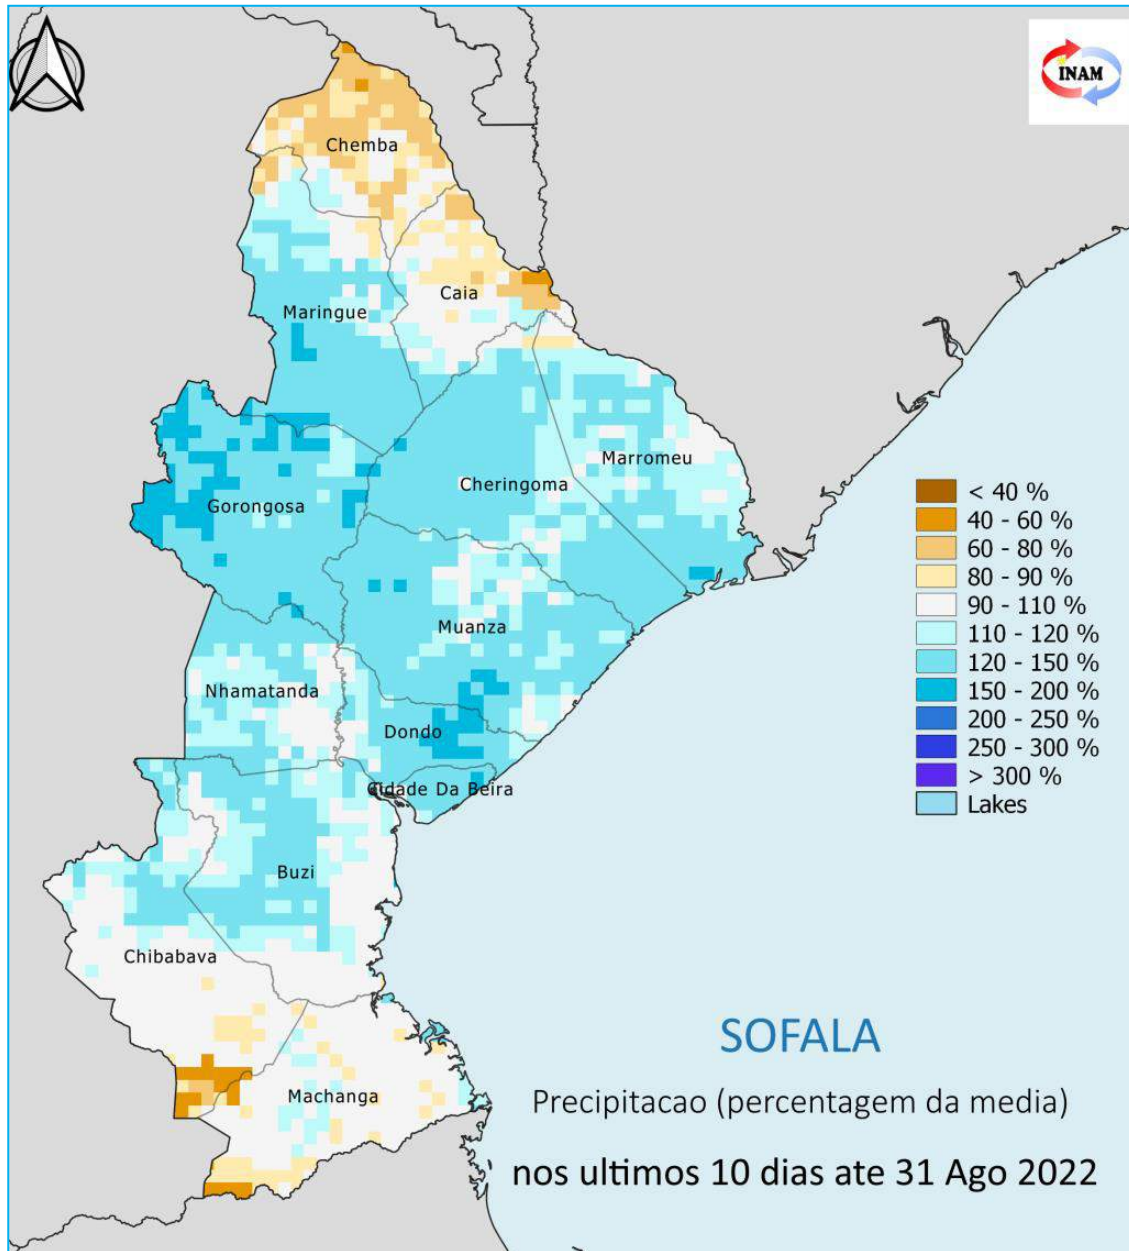 INAM
Chemba
Caia
Maringue
Marromeu
Cheringoma
Gorongosa
Muanza
Nhamatanda
Dondo
Cidade Da Beira
Buzi
Chibabava
Machanga
< 40 %
40 - 60 %
60 - 80 %
80 - 90 %
90 - 110 %
110 - 120 %
120 - 150 %
150 - 200 %
200 - 250 %
250 - 300 %
> 300 %
Lakes
SOFALA
Precipitacao (percentagem da media)
nos ultimos 10 dias ate 31 Ago 2022